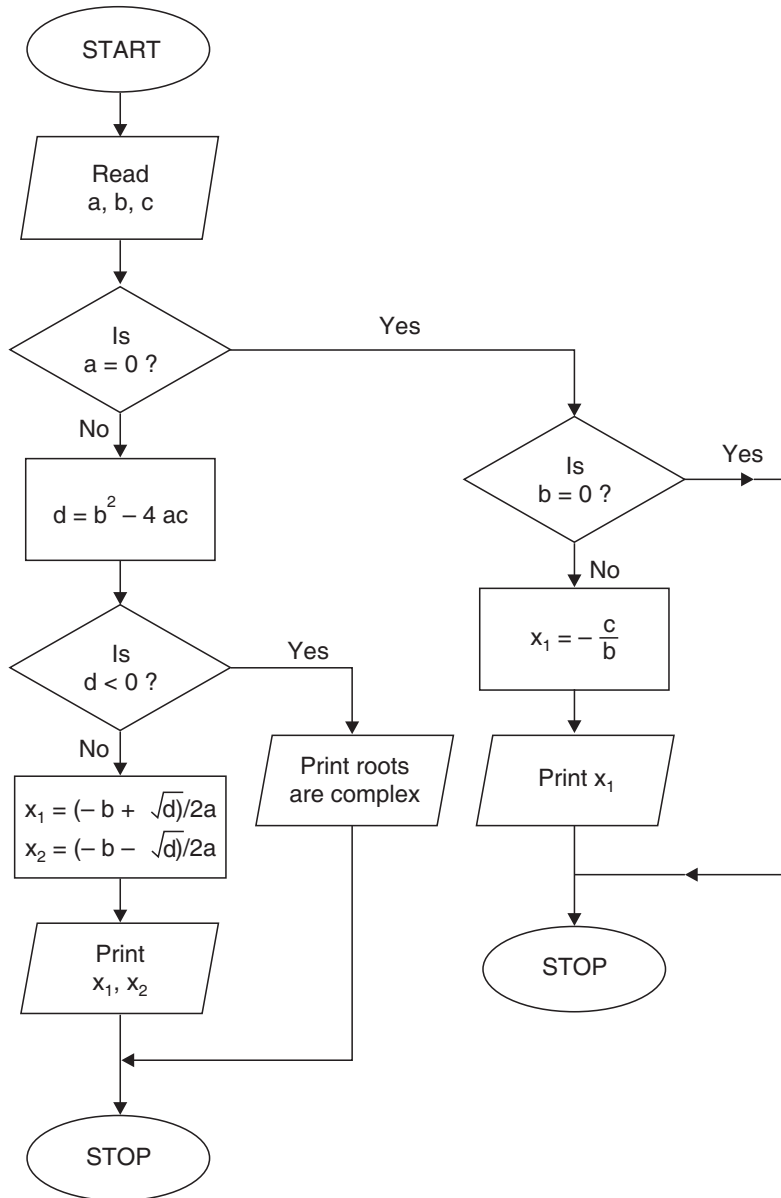 START
Read
a, b, c
Is
a = 0 ?
Yes
No
d = b² – 4 ac
Is
d < 0 ?
Yes
No
x₁ = (– b + √d)/2a
x₂ = (– b – √d)/2a
Print roots
are complex
Print
x₁, x₂
STOP
Is
b = 0 ?
Yes
No
x₁ = – c/b
Print x₁
STOP